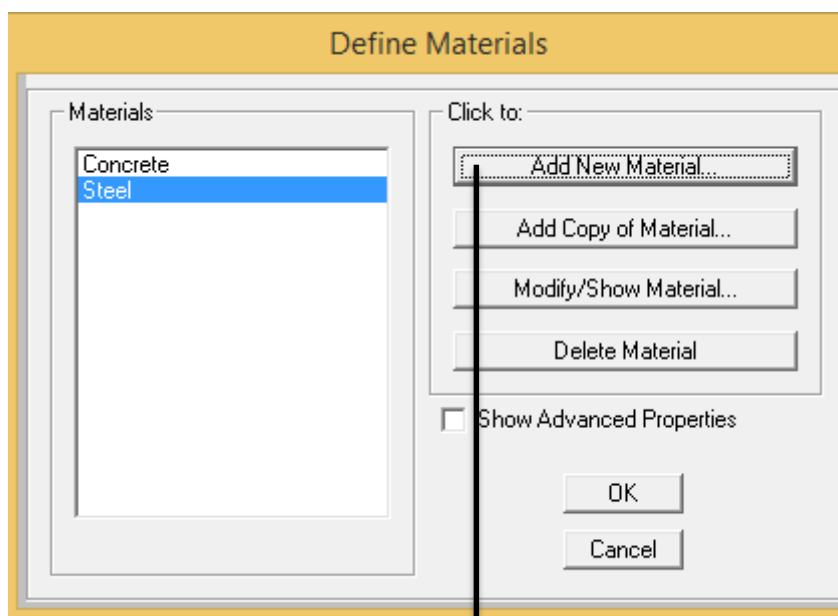 Define Materials
Materials
Concrete
Steel
Click to:
Add New Material...
Add Copy of Material...
Modify/Show Material...
Delete Material
Show Advanced Properties
OK
Cancel